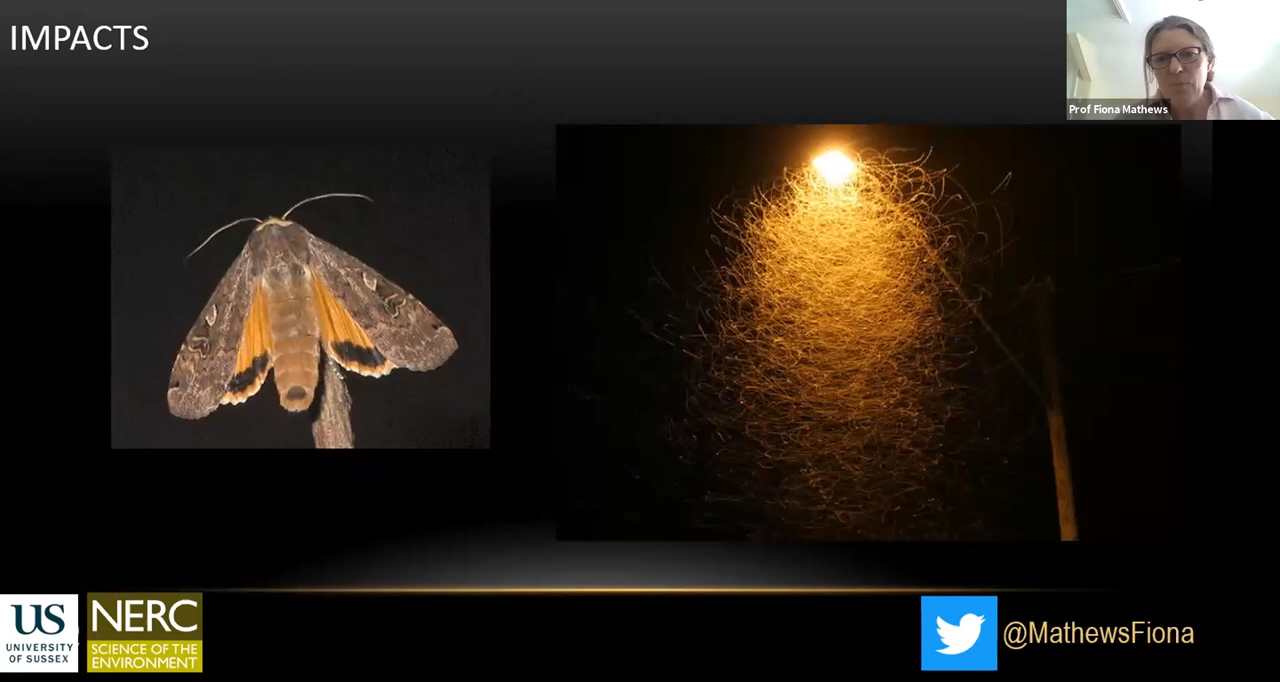 IMPACTS
Prof Fiona Mathews
US
UNIVERSITY
OF SUSSEX
NERC
SCIENCE OF THE
ENVIRONMENT
@MathewsFiona